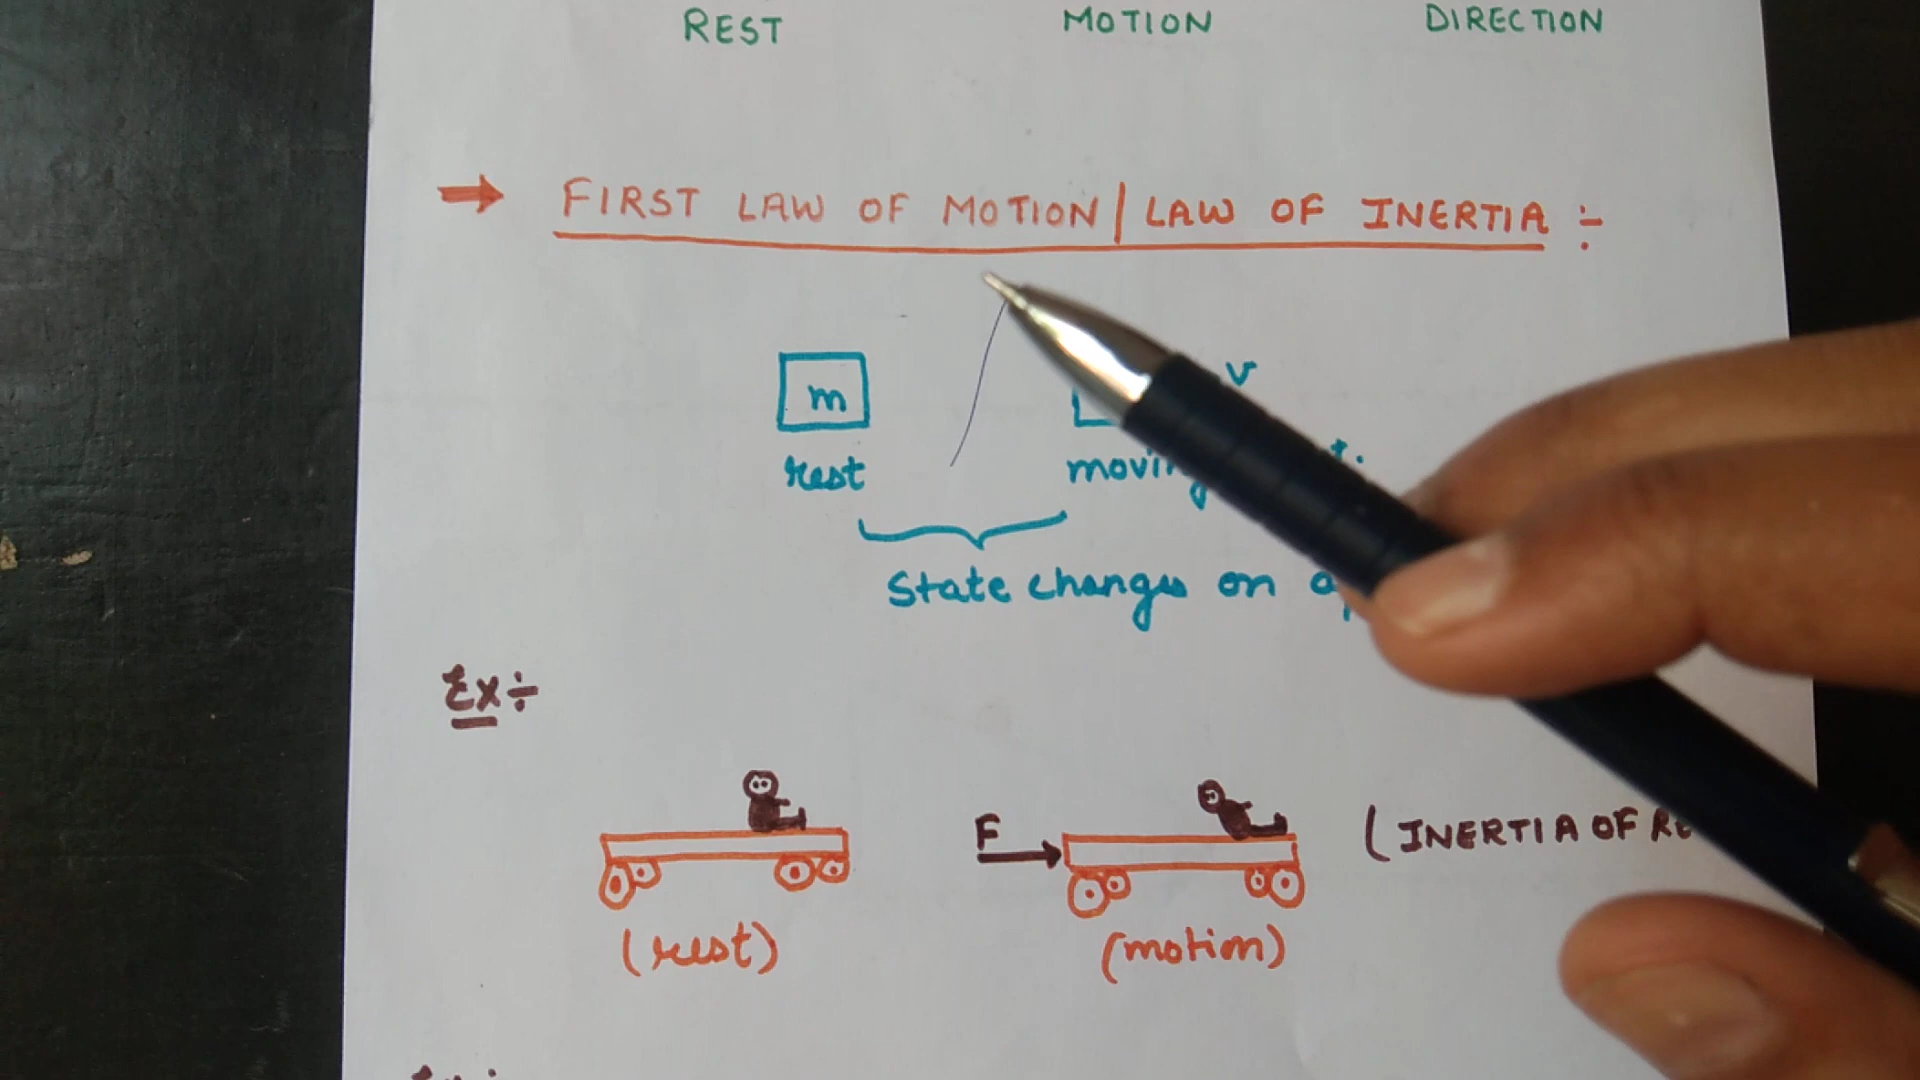 REST MOTION DIRECTION
→ FIRST LAW OF MOTION | LAW OF INERTIA :-
m v
rest
State changes on
Ex ÷
F (INERTIA OF
(rest) (motion)